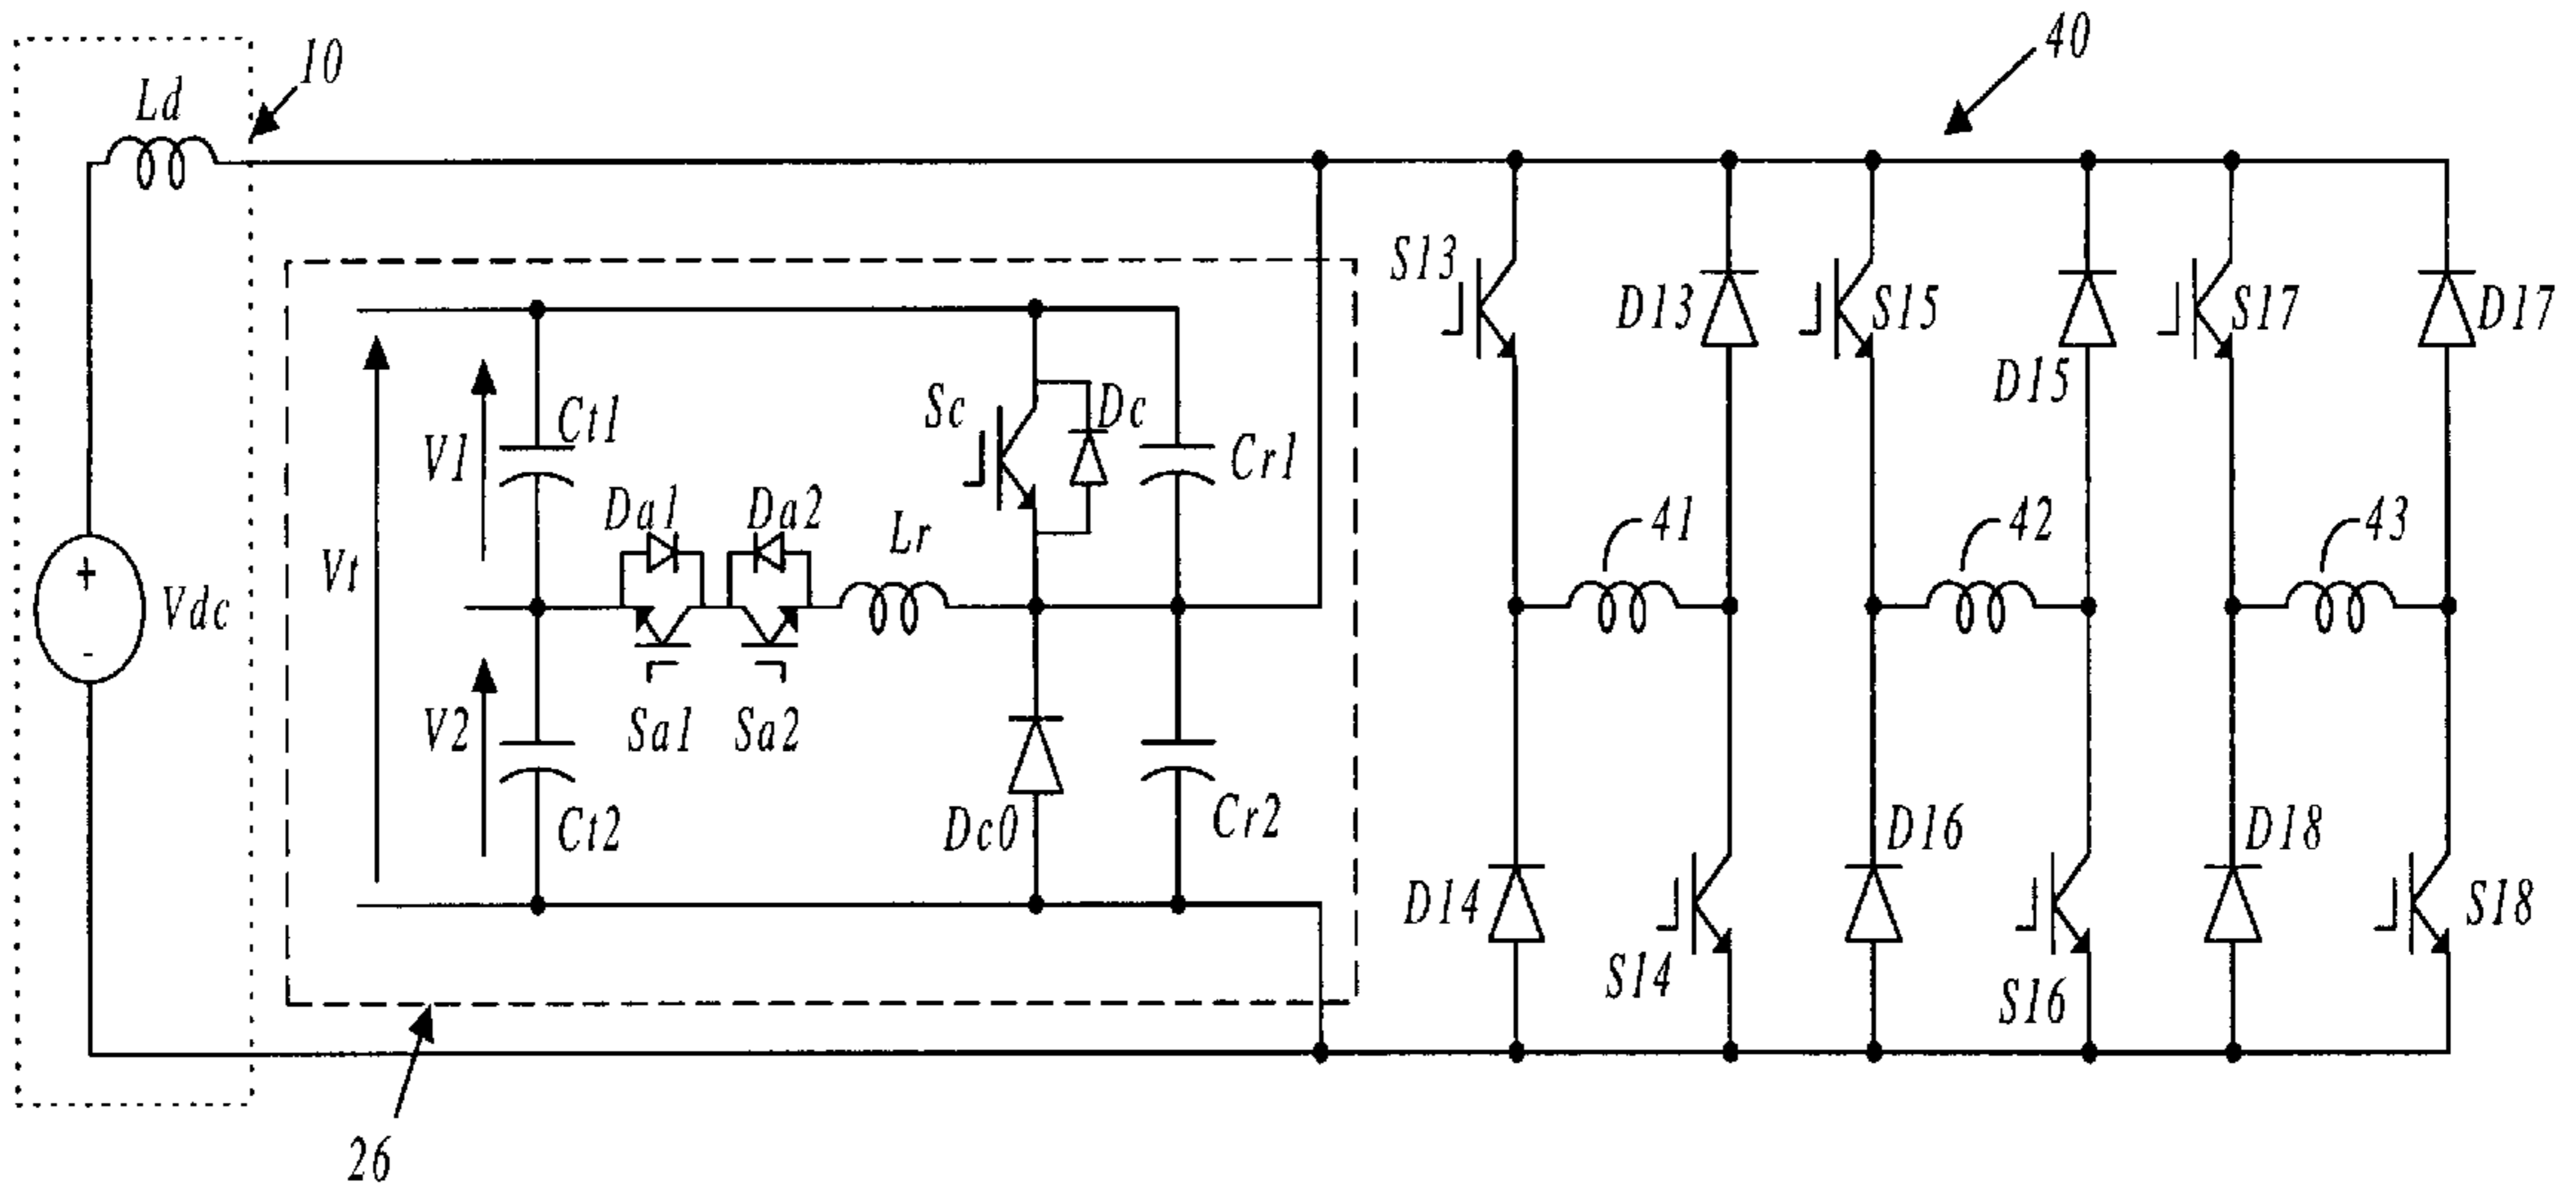 10
40
Ld
S13
D13
S15
D15
S17
D17
Sc
Dc
Ct1
V1
Cr1
Da1
Da2
Lr
41
42
43
Vt
+
Vdc
-
V2
Sa1
Sa2
Ct2
Dc0
Cr2
D14
S14
D16
S16
D18
S18
26